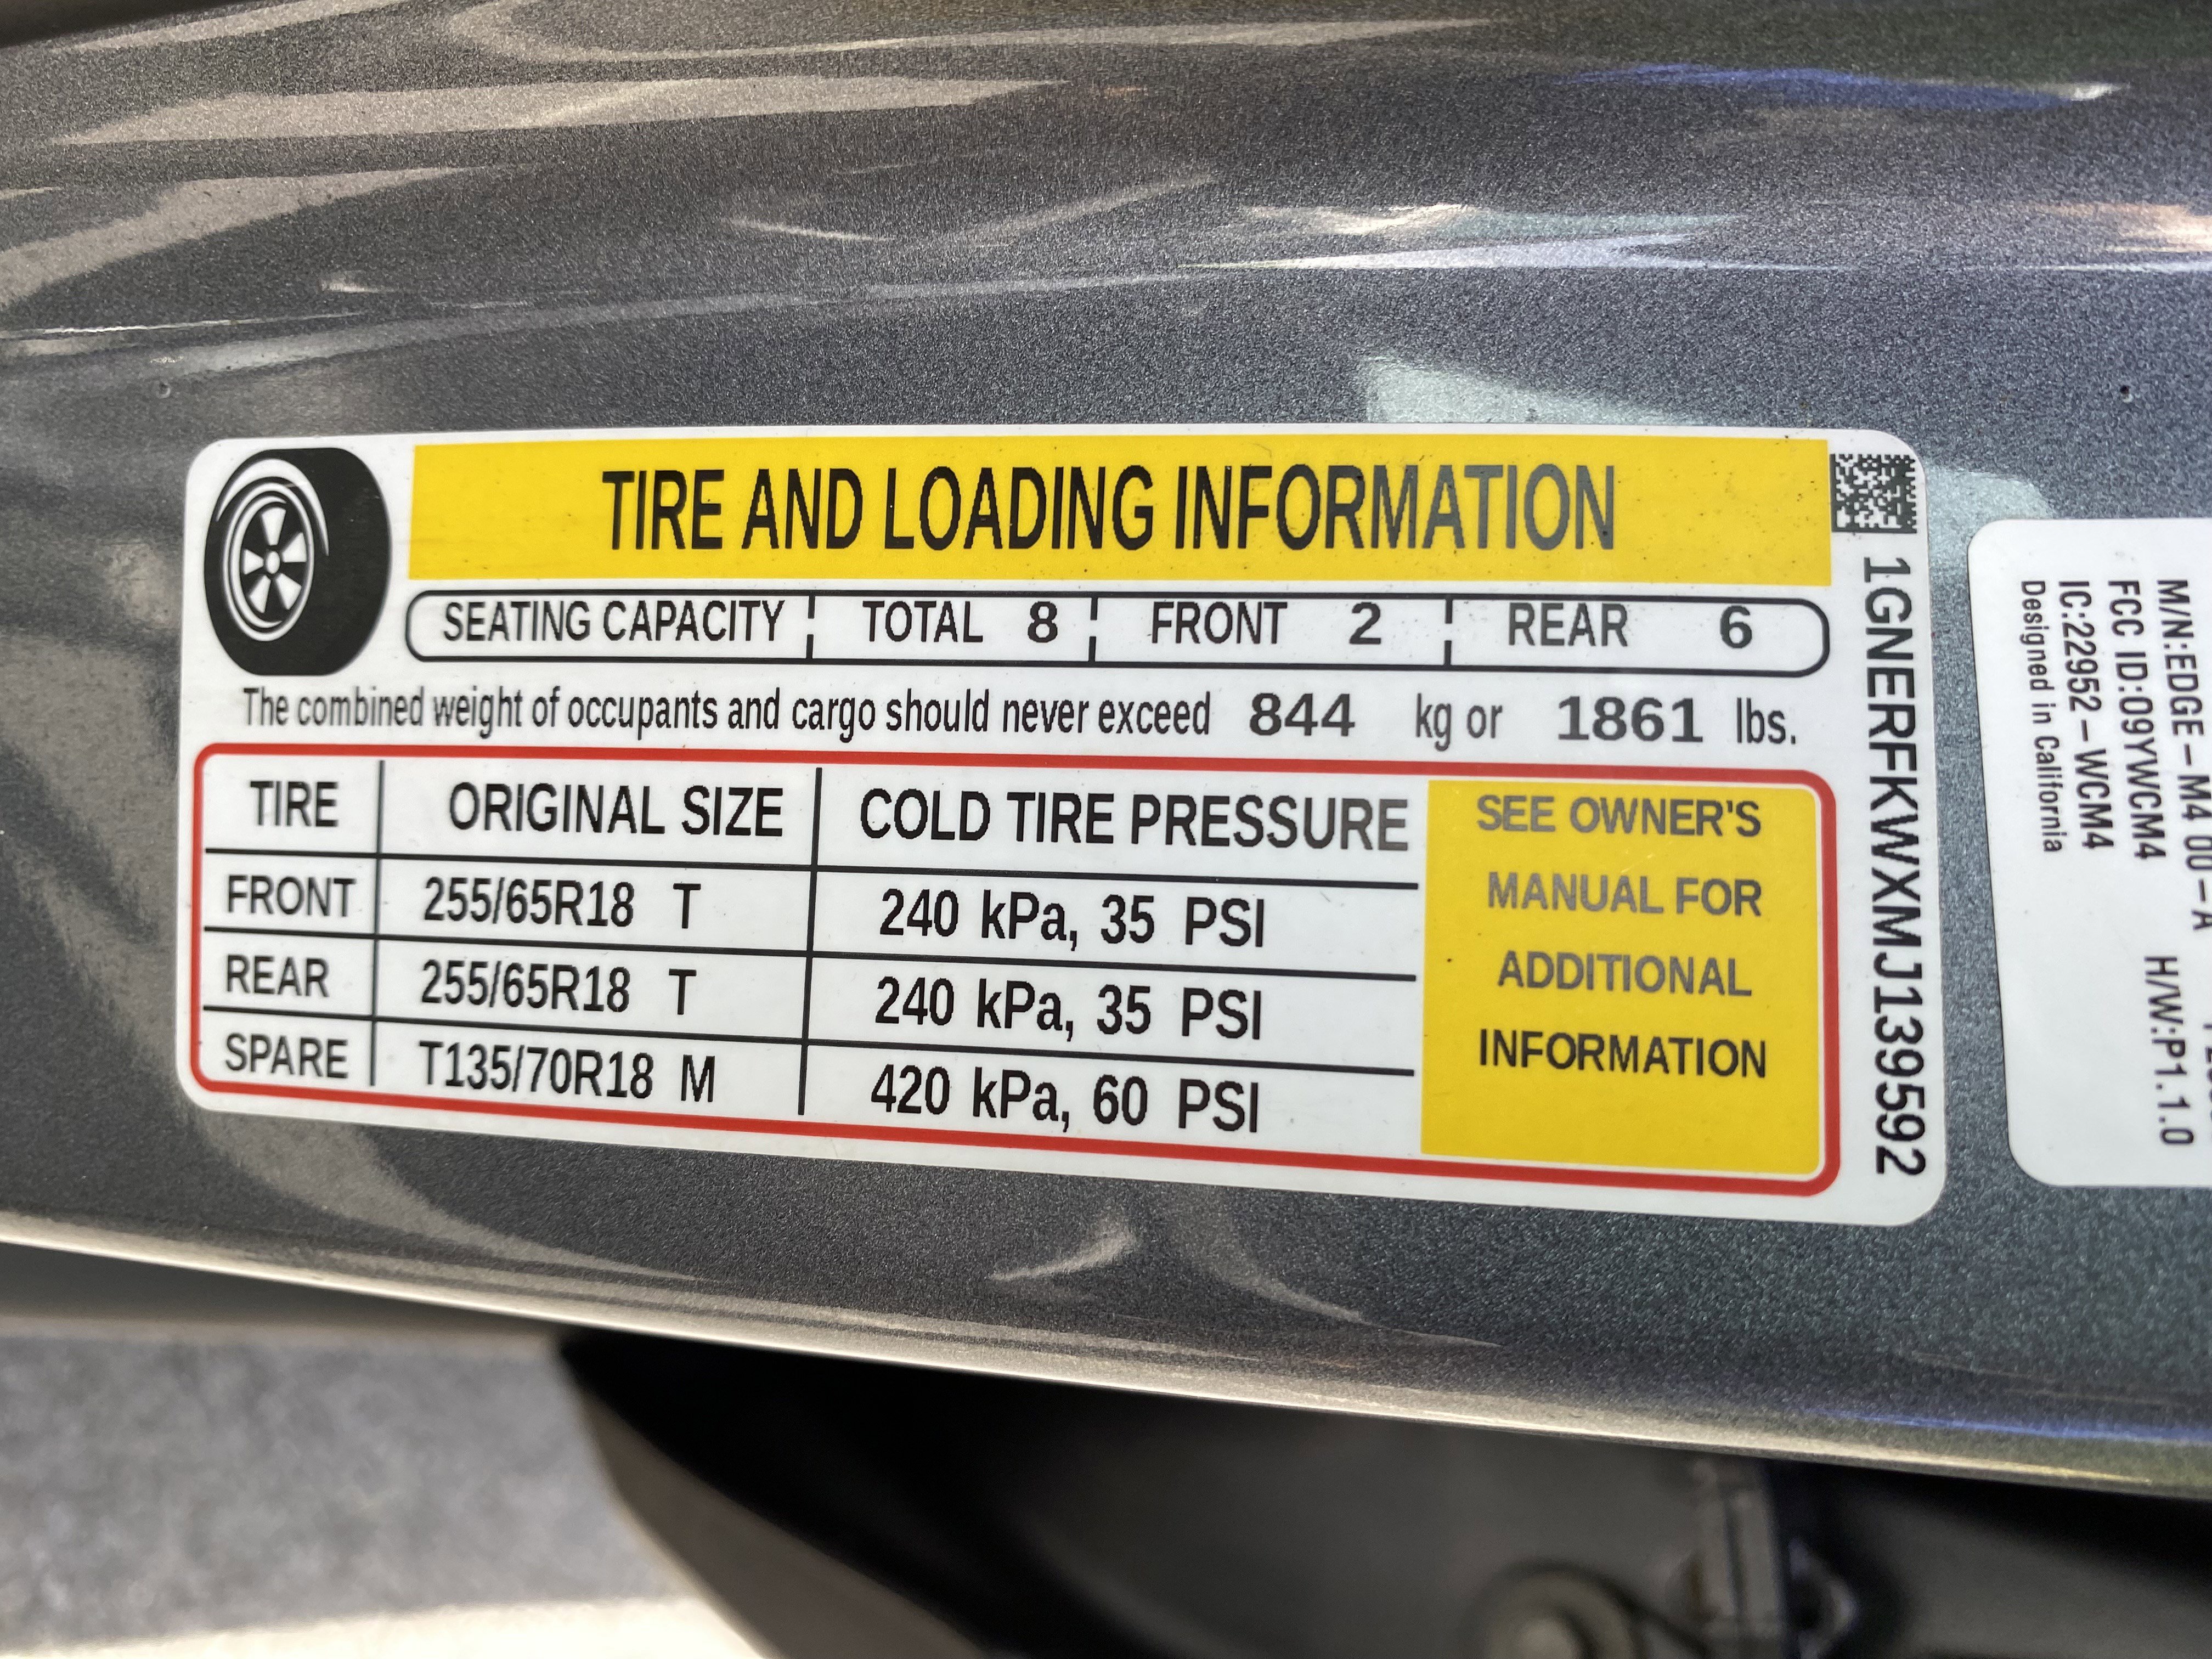 TIRE AND LOADING INFORMATION
SEATING CAPACITY TOTAL 8 FRONT 2 REAR 6
The combined weight of occupants and cargo should never exceed 844 kg or 1861 lbs.
TIRE ORIGINAL SIZE COLD TIRE PRESSURE
FRONT 255/65R18 T 240 kPa, 35 PSI
REAR 255/65R18 T 240 kPa, 35 PSI
SPARE T135/70R18 M 420 kPa, 60 PSI
SEE OWNER'S
MANUAL FOR
ADDITIONAL
INFORMATION
1GNERFKWXMJ139592
M/N:EDGE-M4 00-A
FCC ID:09YWCM4 H/W:P1.1.0
IC:22952-WCM4
Designed in California